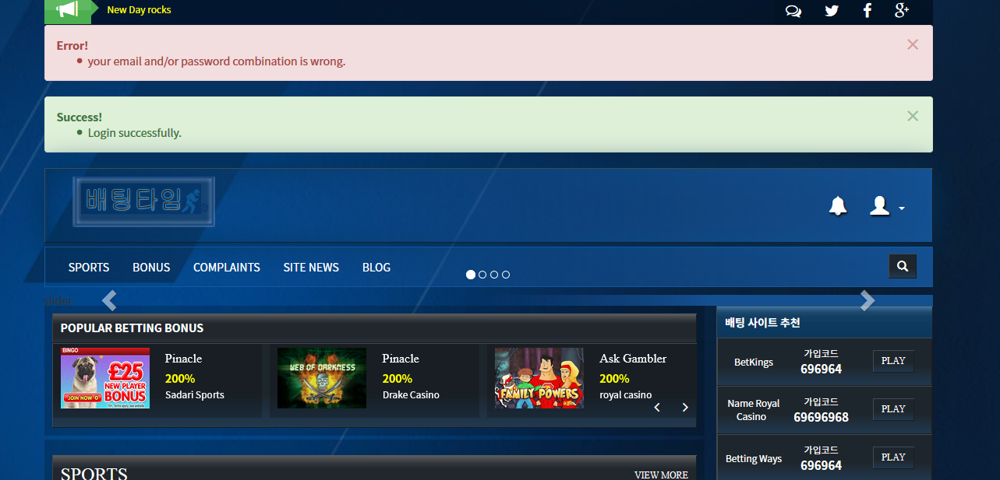 New Day rocks
Error!
your email and/or password combination is wrong.
Success!
Login successfully.
배팅타임
SPORTS BONUS COMPLAINTS SITE NEWS BLOG
slider
POPULAR BETTING BONUS
BINGO
£25
NEW PLAYER
BONUS
JOIN NOW
Pinacle
200%
Sadari Sports
WEB OF DARKNESS
Pinacle
200%
Drake Casino
FAMILY POWERS
Ask Gambler
200%
royal casino
배팅 사이트 추천
BetKings
가입코드
696964
PLAY
Name Royal
Casino
가입코드
69696968
PLAY
Betting Ways
가입코드
696964
PLAY
SPORTS
VIEW MORE